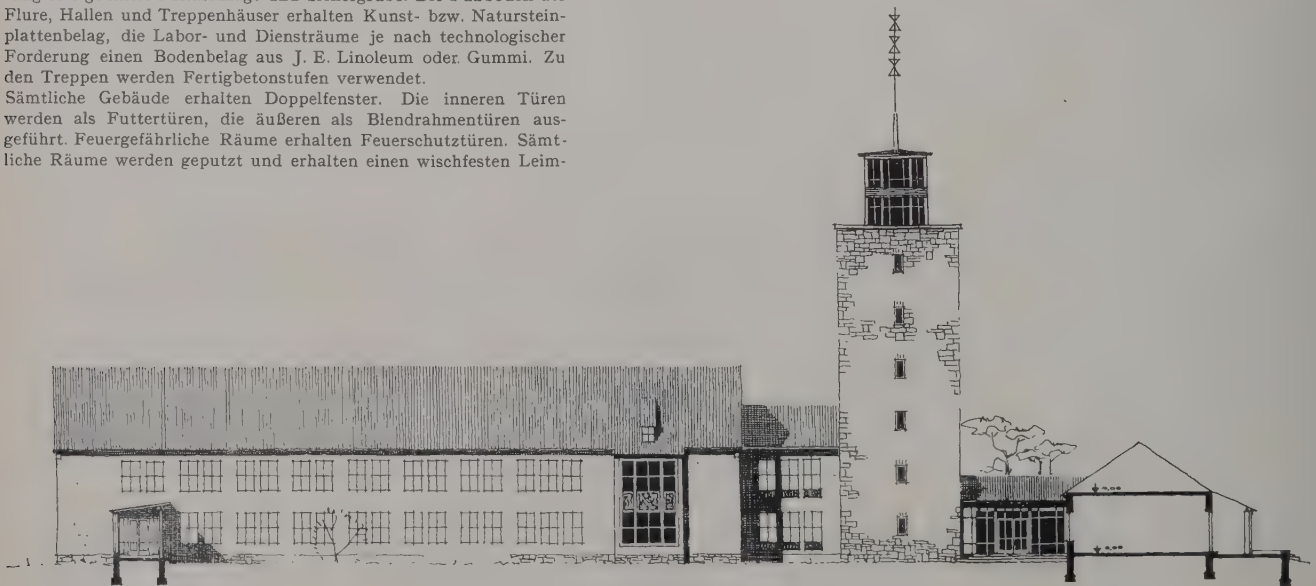 Flure, Hallen und Treppenhäuser erhalten Kunst- bzw. Naturstein-
plattenbelag, die Labor- und Diensträume je nach technologischer
Forderung einen Bodenbelag aus J. E. Linoleum oder Gummi. Zu
den Treppen werden Fertigbetonstufen verwendet.
Sämtliche Gebäude erhalten Doppelfenster. Die inneren Türen
werden als Futtertüren, die äußeren als Blendrahmentüren aus-
geführt. Feuergefährliche Räume erhalten Feuerschutztüren. Sämt-
liche Räume werden geputzt und erhalten einen wischfesten Leim-